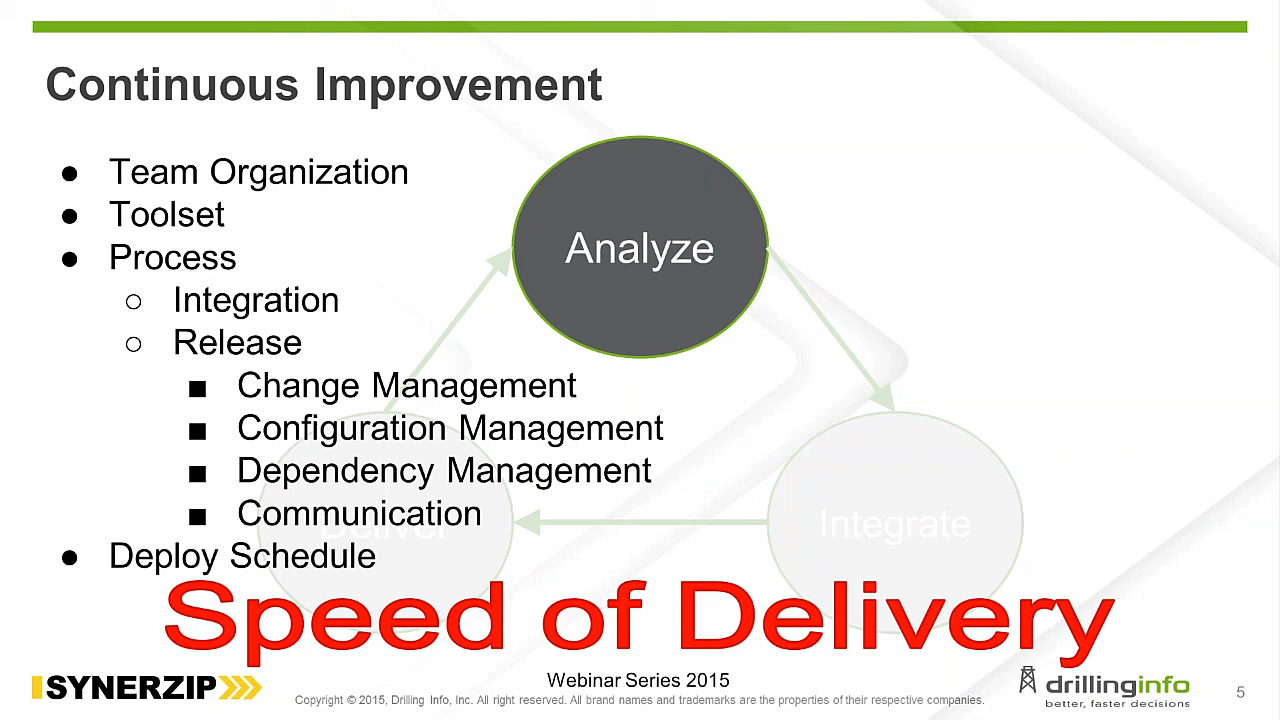 Continuous Improvement
● Team Organization
● Toolset
● Process
○ Integration
○ Release
■ Change Management
■ Configuration Management
■ Dependency Management
■ Communication
● Deploy Schedule
Analyze
Deliver
Integrate
Speed of Delivery
SYNERZIP
Webinar Series 2015
Copyright © 2015, Drilling Info, Inc. All right reserved. All brand names and trademarks are the properties of their respective companies.
drillinginfo
better, faster decisions
5